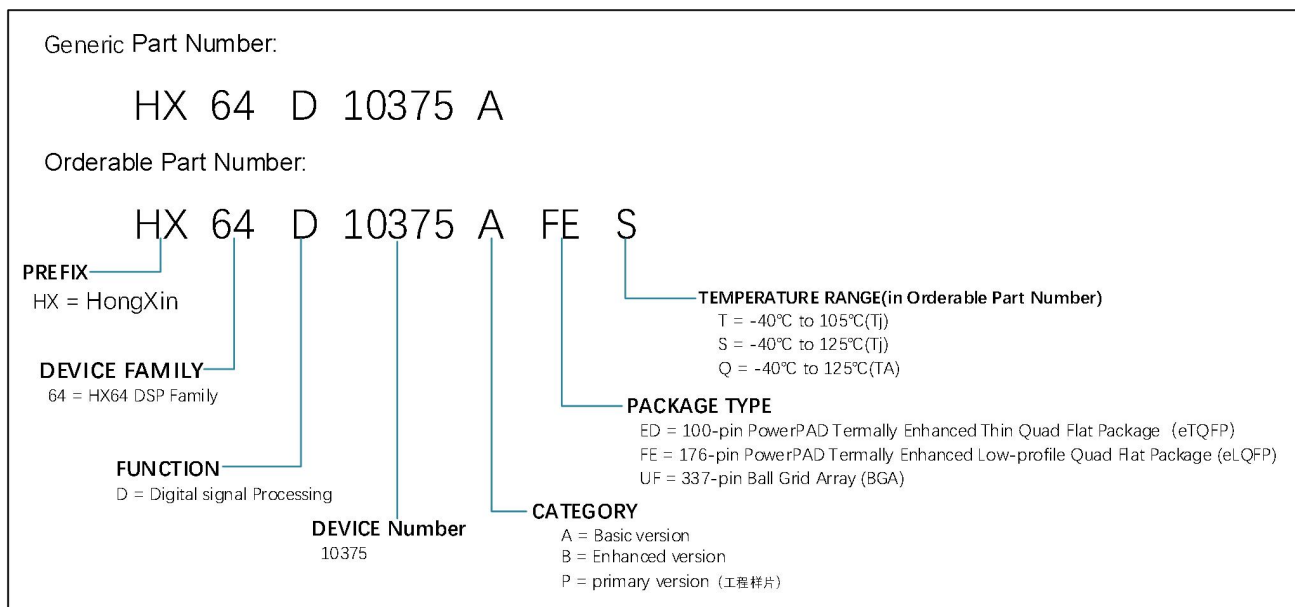 Generic Part Number:
HX 64 D 10375 A
Orderable Part Number:
HX 64 D 10375 A FE S
PREFIX
HX = HongXin
TEMPERATURE RANGE(in Orderable Part Number)
T = -40℃ to 105℃(Tj)
S = -40℃ to 125℃(Tj)
Q = -40℃ to 125℃(TA)
DEVICE FAMILY
64 = HX64 DSP Family
PACKAGE TYPE
ED = 100-pin PowerPAD Termally Enhanced Thin Quad Flat Package（eTQFP）
FE = 176-pin PowerPAD Termally Enhanced Low-profile Quad Flat Package (eLQFP)
UF = 337-pin Ball Grid Array (BGA)
FUNCTION
D = Digital signal Processing
CATEGORY
A = Basic version
B = Enhanced version
P = primary version（工程样片）
DEVICE Number
10375